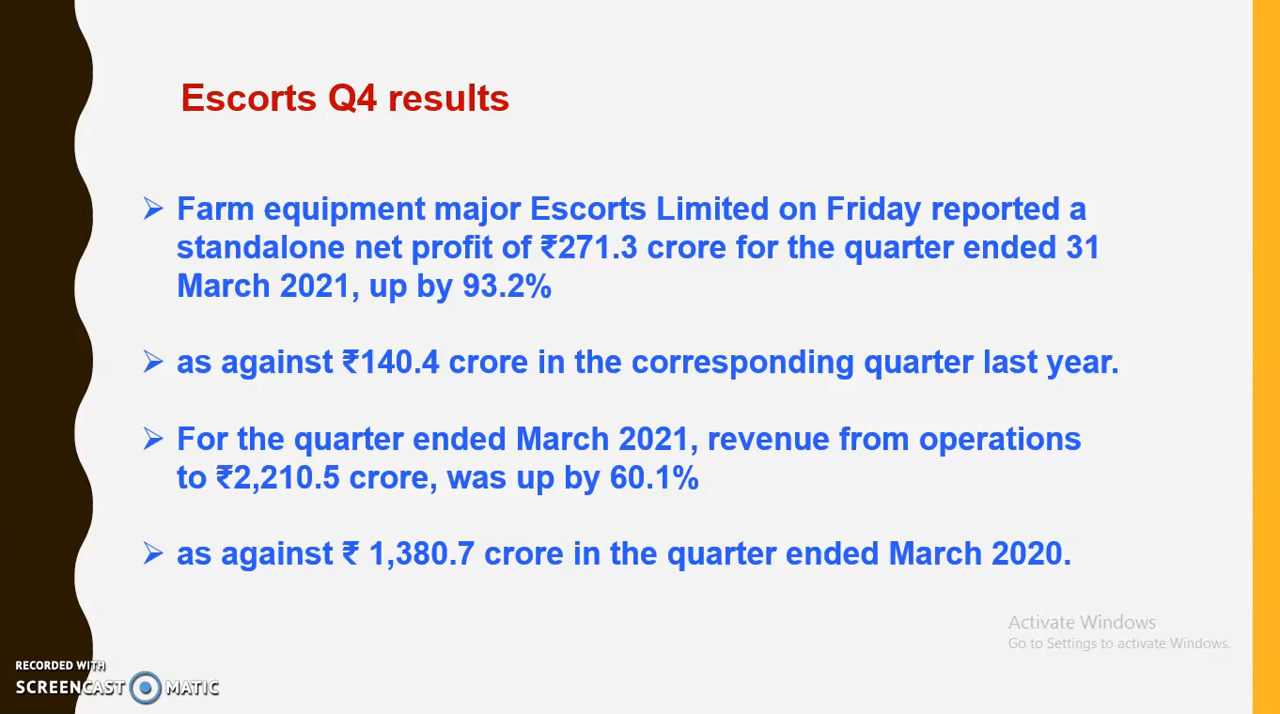 Escorts Q4 results
➢ Farm equipment major Escorts Limited on Friday reported a
standalone net profit of ₹271.3 crore for the quarter ended 31
March 2021, up by 93.2%
➢ as against ₹140.4 crore in the corresponding quarter last year.
➢ For the quarter ended March 2021, revenue from operations
to ₹2,210.5 crore, was up by 60.1%
➢ as against ₹ 1,380.7 crore in the quarter ended March 2020.
Activate Windows
Go to Settings to activate Windows.
RECORDED WITH
SCREENCAST MATIC